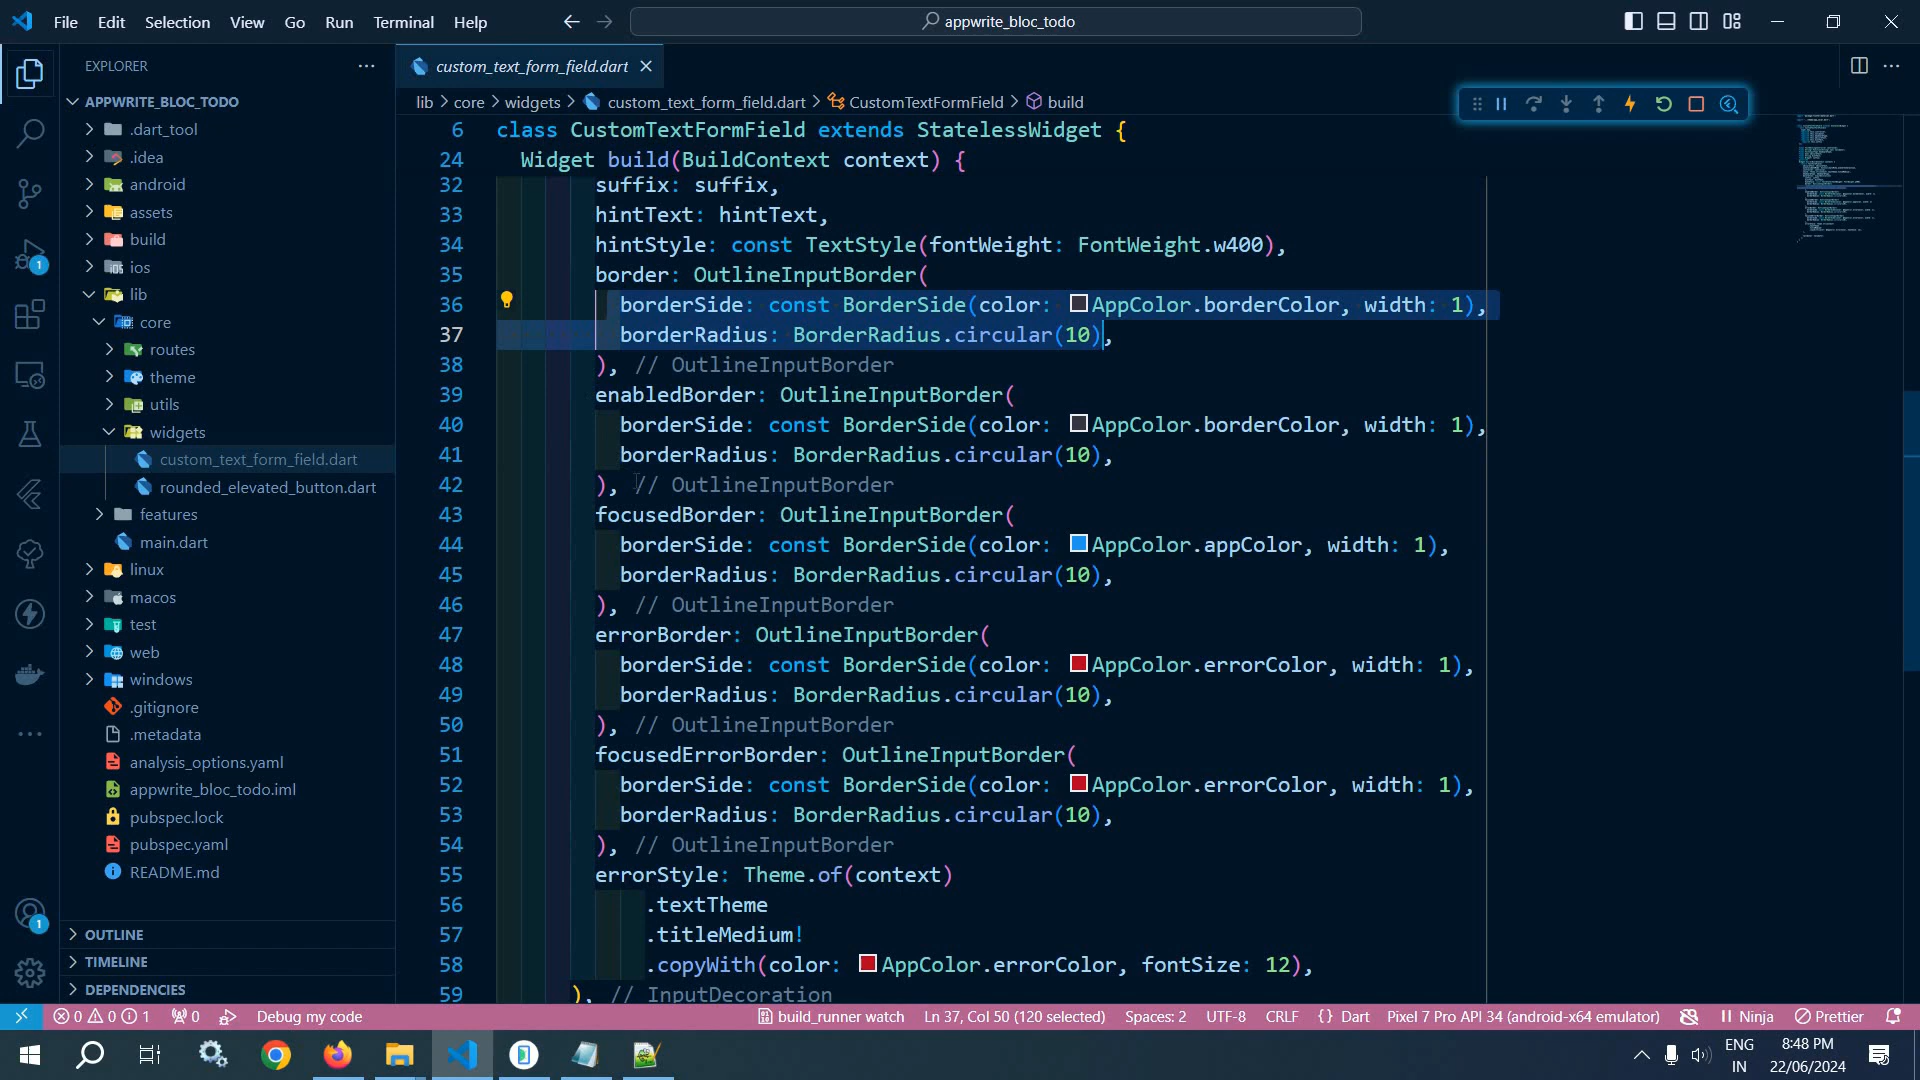 File Edit Selection View Go Run Terminal Help
appwrite_bloc_todo
EXPLORER
APPWRITE_BLOC_TODO
.dart_tool
.idea
android
assets
build
ios
lib
core
routes
theme
utils
widgets
custom_text_form_field.dart
rounded_elevated_button.dart
features
main.dart
linux
macos
test
web
windows
.gitignore
.metadata
analysis_options.yaml
appwrite_bloc_todo.iml
pubspec.lock
pubspec.yaml
README.md
OUTLINE
TIMELINE
DEPENDENCIES
1
1
custom_text_form_field.dart
lib > core > widgets > custom_text_form_field.dart > CustomTextFormField > build
6 class CustomTextFormField extends StatelessWidget {
24 Widget build(BuildContext context) {
32 suffix: suffix,
33 hintText: hintText,
34 hintStyle: const TextStyle(fontWeight: FontWeight.w400),
35 border: OutlineInputBorder(
36 borderSide: const BorderSide(color: AppColor.borderColor, width: 1),
37 borderRadius: BorderRadius.circular(10),
38 ), // OutlineInputBorder
39 enabledBorder: OutlineInputBorder(
40 borderSide: const BorderSide(color: AppColor.borderColor, width: 1),
41 borderRadius: BorderRadius.circular(10),
42 ), // OutlineInputBorder
43 focusedBorder: OutlineInputBorder(
44 borderSide: const BorderSide(color: AppColor.appColor, width: 1),
45 borderRadius: BorderRadius.circular(10),
46 ), // OutlineInputBorder
47 errorBorder: OutlineInputBorder(
48 borderSide: const BorderSide(color: AppColor.errorColor, width: 1),
49 borderRadius: BorderRadius.circular(10),
50 ), // OutlineInputBorder
51 focusedErrorBorder: OutlineInputBorder(
52 borderSide: const BorderSide(color: AppColor.errorColor, width: 1),
53 borderRadius: BorderRadius.circular(10),
54 ), // OutlineInputBorder
55 errorStyle: Theme.of(context)
56 .textTheme
57 .titleMedium!
58 .copyWith(color: AppColor.errorColor, fontSize: 12),
59 ), // InputDecoration
0 0 1 0 Debug my code build_runner watch Ln 37, Col 50 (120 selected) Spaces: 2 UTF-8 CRLF {} Dart Pixel 7 Pro API 34 (android-x64 emulator) Ninja Prettier
ENG
IN
8:48 PM
22/06/2024